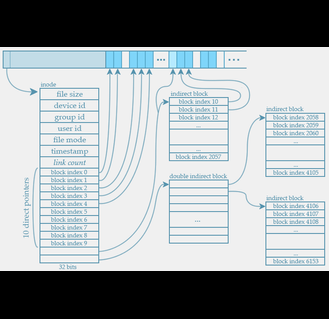 ...
inode
file size
device id
group id
user id
file mode
timestamp
link count
block index 0
block index 1
block index 2
block index 3
block index 4
block index 5
block index 6
block index 7
block index 8
block index 9
32 bits
10 direct pointers
indirect block
block index 10
block index 11
block index 12
...
block index 2057
double indirect block
...
indirect block
block index 2058
block index 2059
block index 2060
...
block index 4105
indirect block
block index 4106
block index 4107
block index 4108
...
block index 6153
...